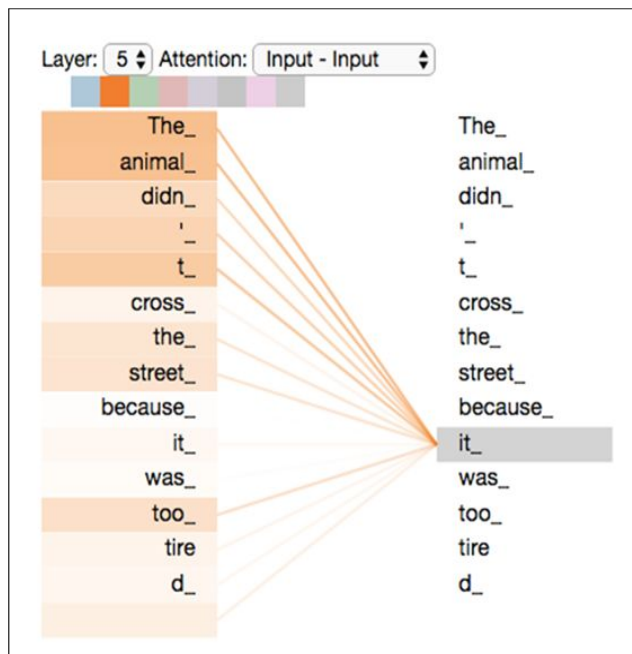 Layer: 5 Attention: Input - Input
The_ The_
animal_ animal_
didn_ didn_
'_ '_
t_ t_
cross_ cross_
the_ the_
street_ street_
because_ because_
it_ it_
was_ was_
too_ too_
tire tire
d_ d_